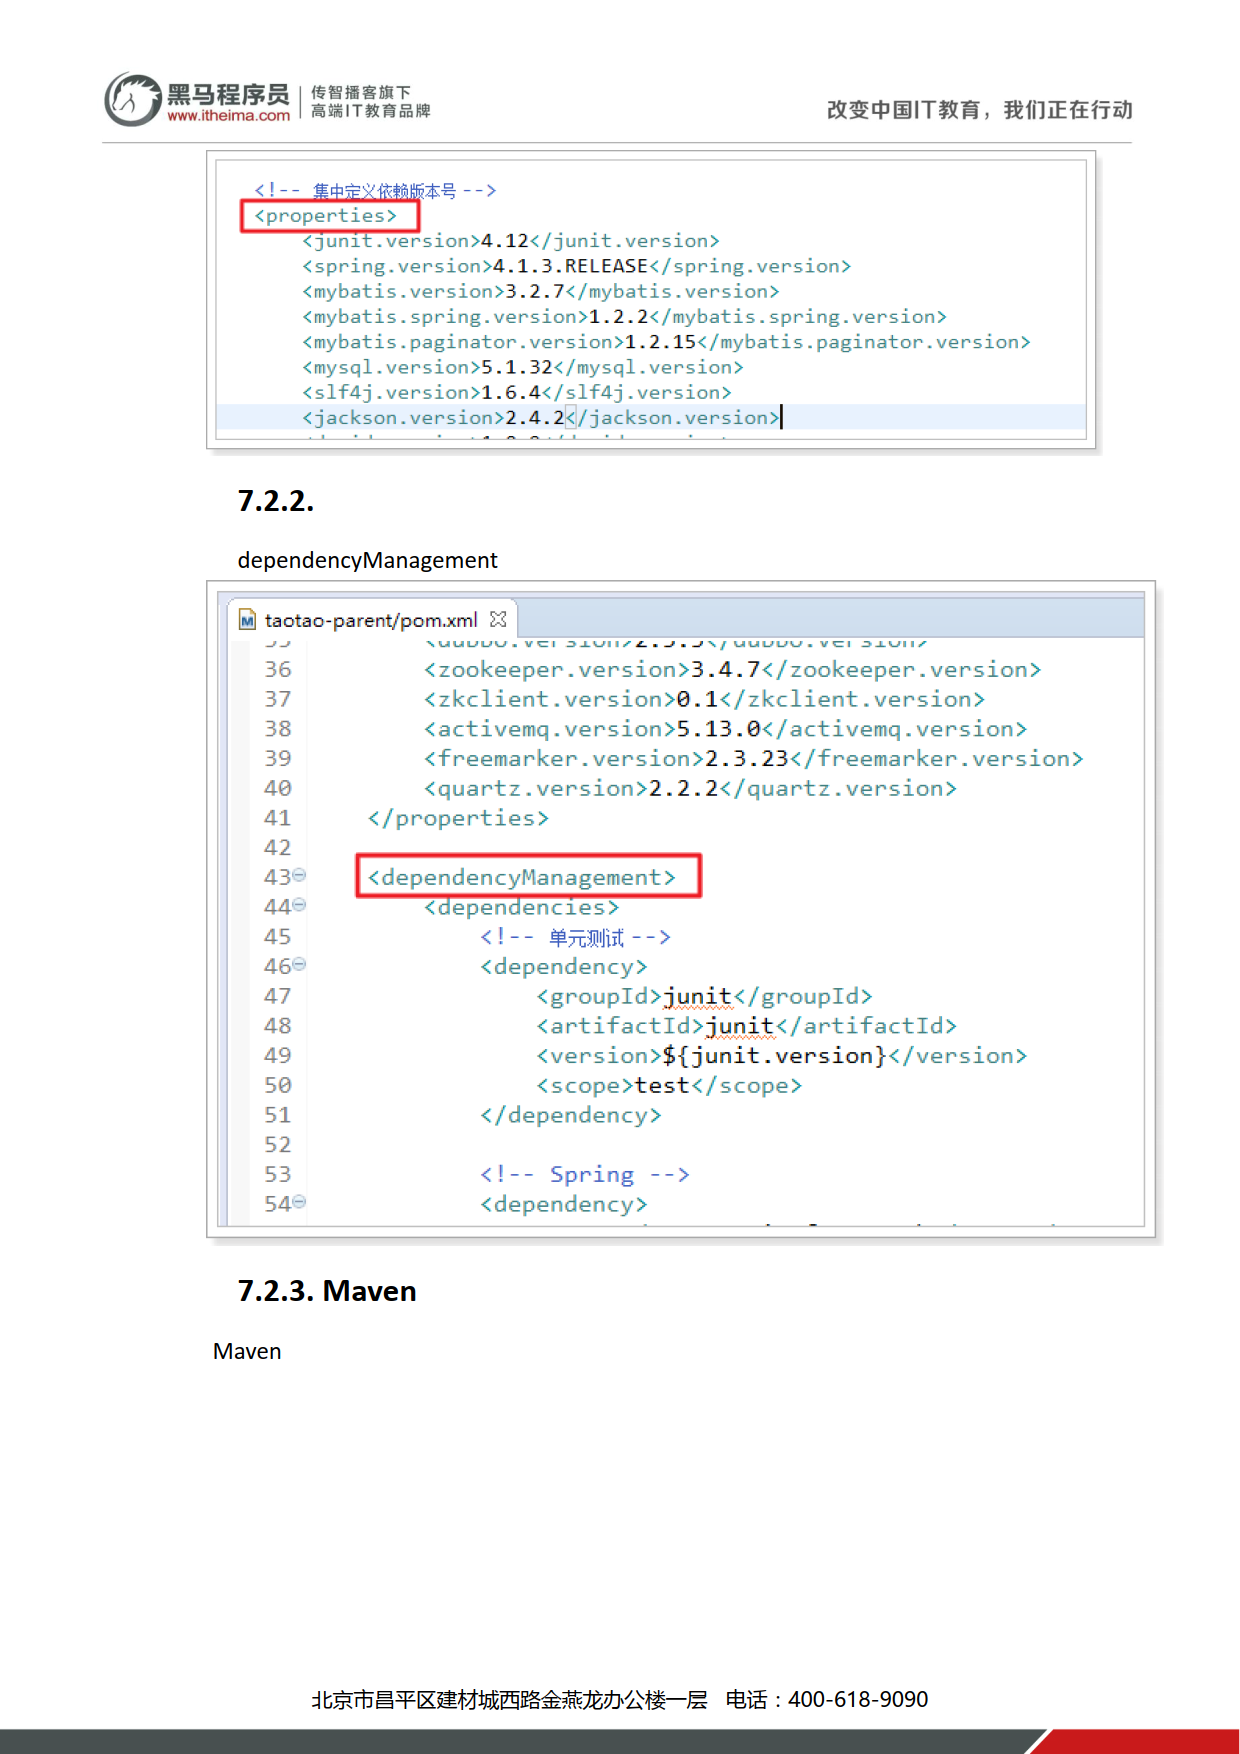 黑马程序员
www.itheima.com
传智播客旗下
高端IT教育品牌
改变中国IT教育，我们正在行动
<!-- 集中定义依赖版本号 -->
<properties>
<junit.version>4.12</junit.version>
<spring.version>4.1.3.RELEASE</spring.version>
<mybatis.version>3.2.7</mybatis.version>
<mybatis.spring.version>1.2.2</mybatis.spring.version>
<mybatis.paginator.version>1.2.15</mybatis.paginator.version>
<mysql.version>5.1.32</mysql.version>
<slf4j.version>1.6.4</slf4j.version>
<jackson.version>2.4.2</jackson.version>
7.2.2.
dependencyManagement
taotao-parent/pom.xml
36 <zookeeper.version>3.4.7</zookeeper.version>
37 <zkclient.version>0.1</zkclient.version>
38 <activemq.version>5.13.0</activemq.version>
39 <freemarker.version>2.3.23</freemarker.version>
40 <quartz.version>2.2.2</quartz.version>
41 </properties>
42
43 <dependencyManagement>
44 <dependencies>
45 <!-- 单元测试 -->
46 <dependency>
47 <groupId>junit</groupId>
48 <artifactId>junit</artifactId>
49 <version>${junit.version}</version>
50 <scope>test</scope>
51 </dependency>
52
53 <!-- Spring -->
54 <dependency>
7.2.3. Maven
Maven
北京市昌平区建材城西路金燕龙办公楼一层 电话：400-618-9090